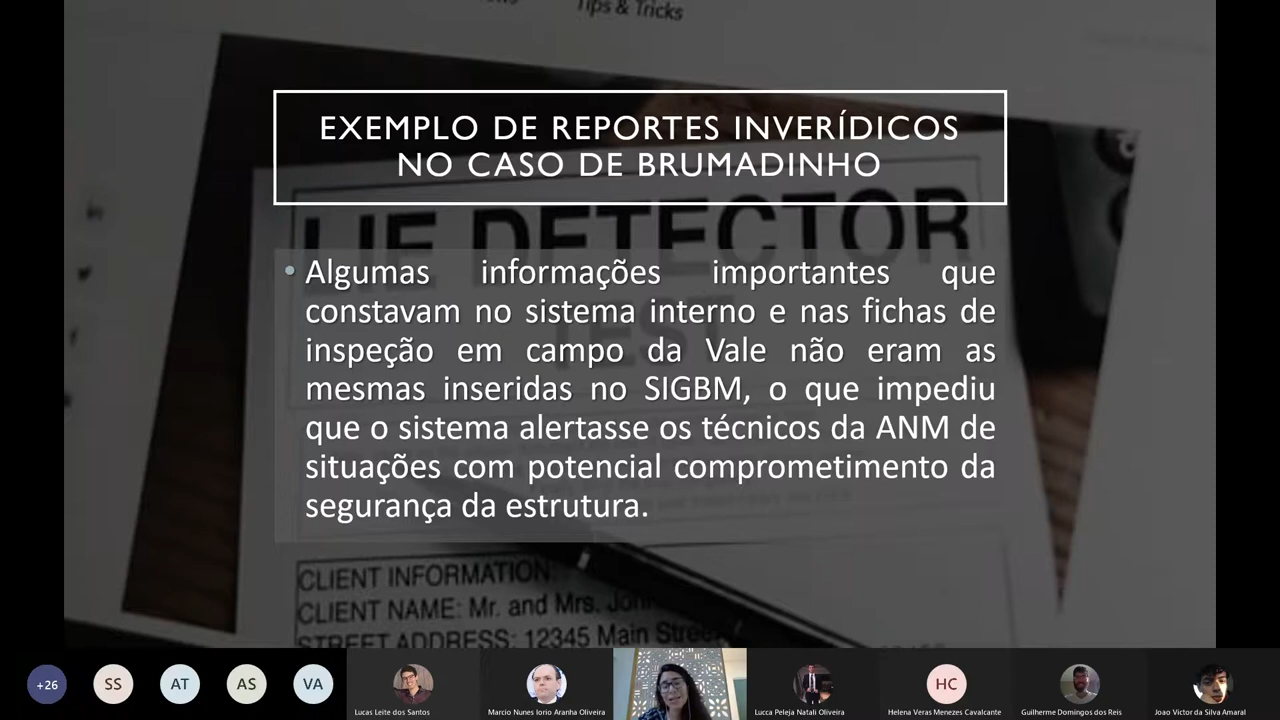 Tips & Tricks
EXEMPLO DE REPORTES INVERÍDICOS
NO CASO DE BRUMADINHO
LIE DETECTOR
TEST
• Algumas informações importantes que
constavam no sistema interno e nas fichas de
inspeção em campo da Vale não eram as
mesmas inseridas no SIGBM, o que impediu
que o sistema alertasse os técnicos da ANM de
situações com potencial comprometimento da
segurança da estrutura.
CLIENT INFORMATION:
CLIENT NAME: Mr. and Mrs. John
STREET ADDRESS: 12345 Main Street
+26
SS
AT
AS
VA
HC
Lucas Leite dos Santos
Marcio Nunes Iorio Aranha Oliveira
Lucca Peleja Natali Oliveira
Helena Veras Menezes Cavalcante
Guilherme Domingos dos Reis
Joao Victor da Silva Amaral